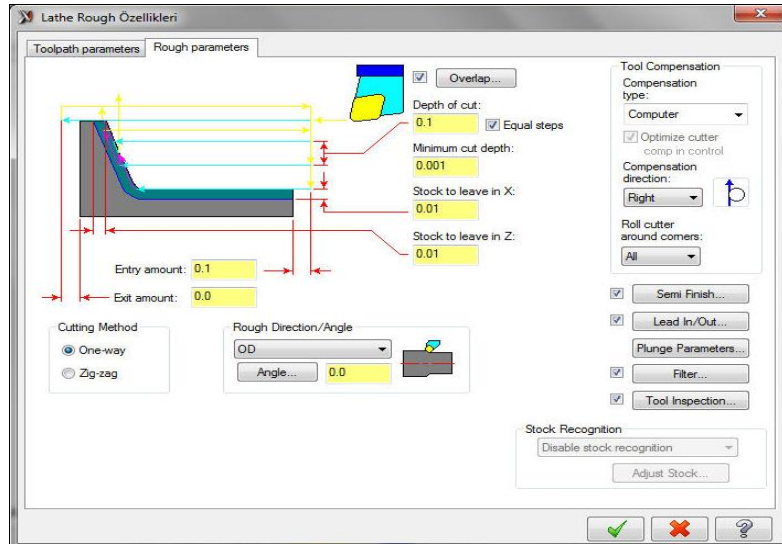 Lathe Rough Özellikleri
Toolpath parameters
Rough parameters
Overlap...
Depth of cut:
0.1
Equal steps
Minimum cut depth:
0.001
Stock to leave in X:
0.01
Stock to leave in Z:
0.01
Entry amount: 0.1
Exit amount: 0.0
Cutting Method
One-way
Zig-zag
Rough Direction/Angle
OD
Angle... 0.0
Tool Compensation
Compensation
type:
Computer
Optimize cutter
comp in control
Compensation
direction:
Right
Roll cutter
around corners:
All
Semi Finish...
Lead In/Out...
Plunge Parameters...
Filter...
Tool Inspection...
Stock Recognition
Disable stock recognition
Adjust Stock...